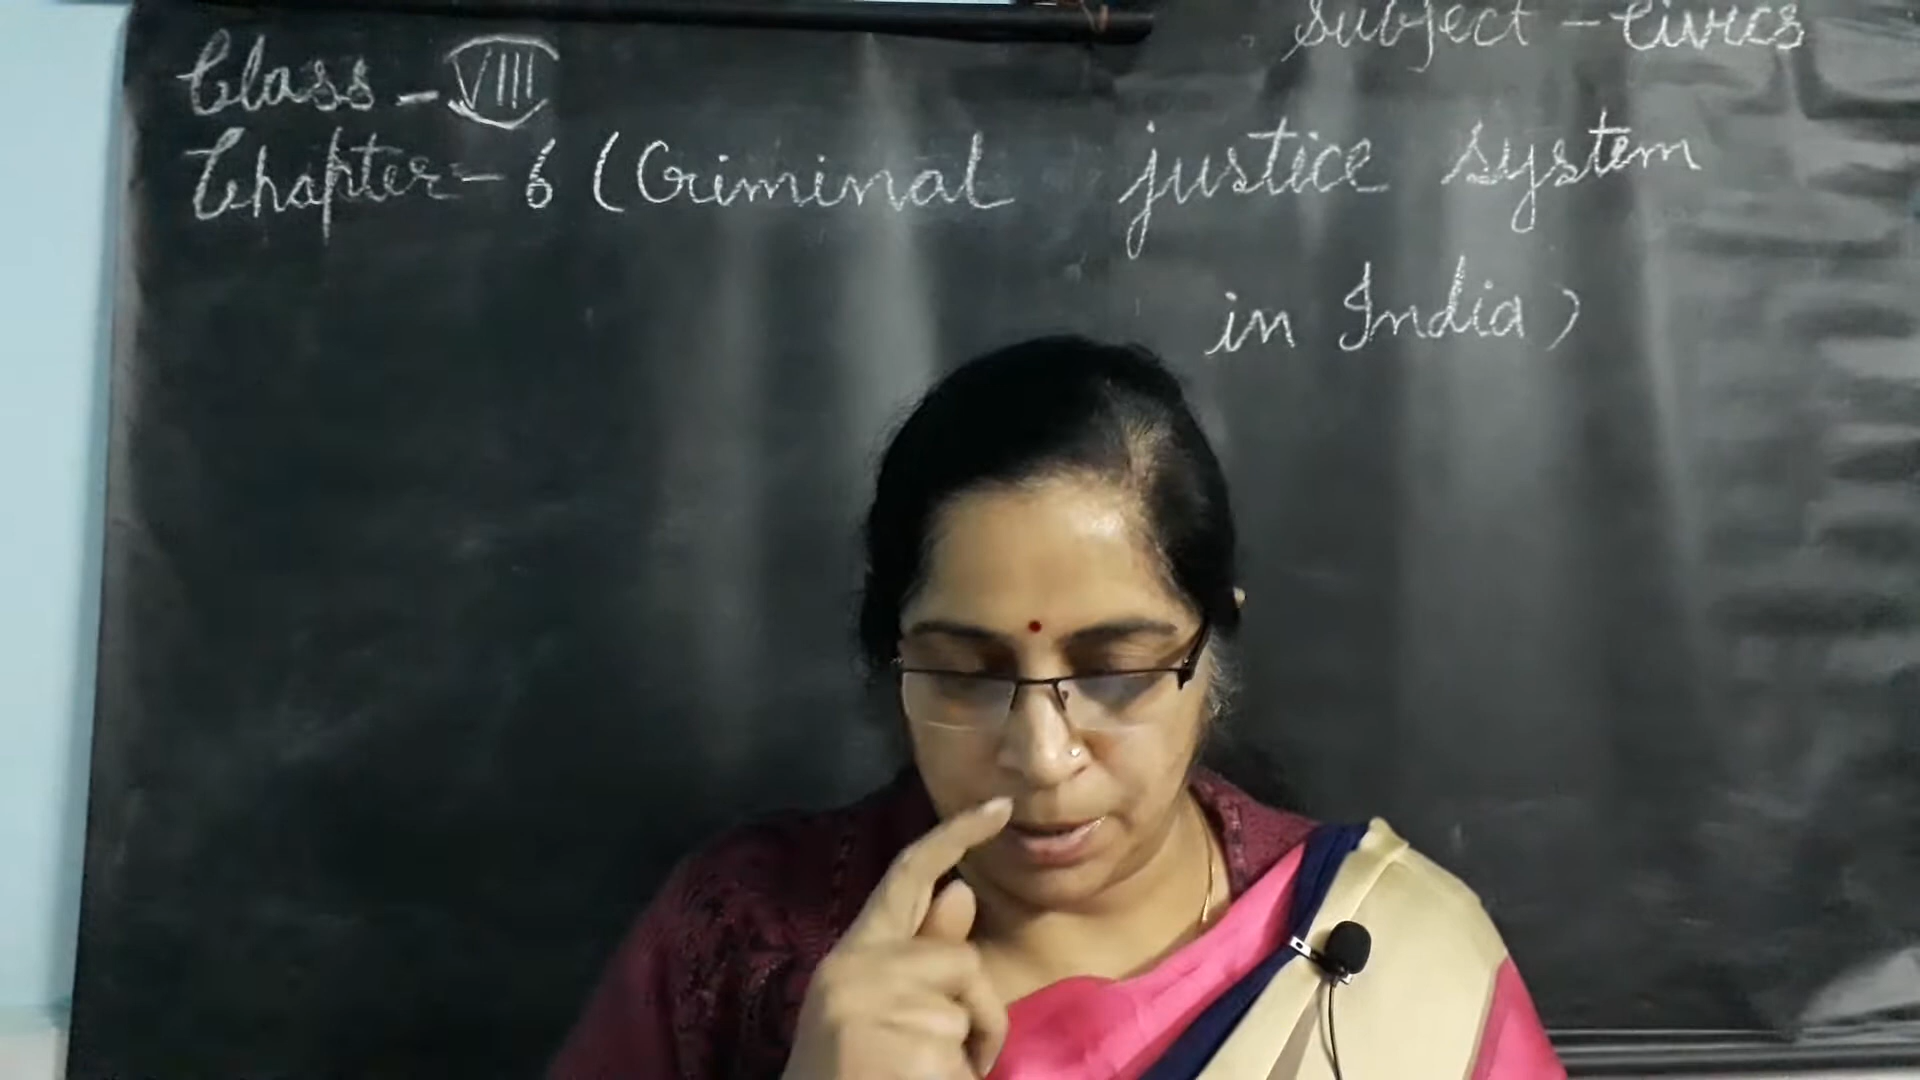 Subject - Civics
Class - VIII
Chapter - 6 (Criminal justice system
in India)